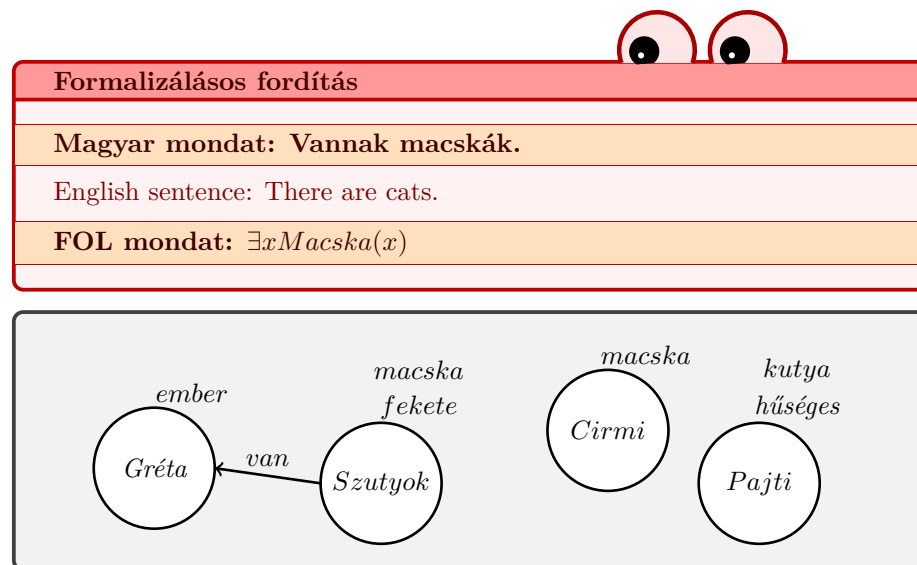 Formalizálásos fordítás
Magyar mondat: Vannak macskák.
English sentence: There are cats.
FOL mondat: ∃xMacska(x)
ember
Gréta
van
macska
fekete
Szutyok
macska
Cirmi
kutya
hűséges
Pajti